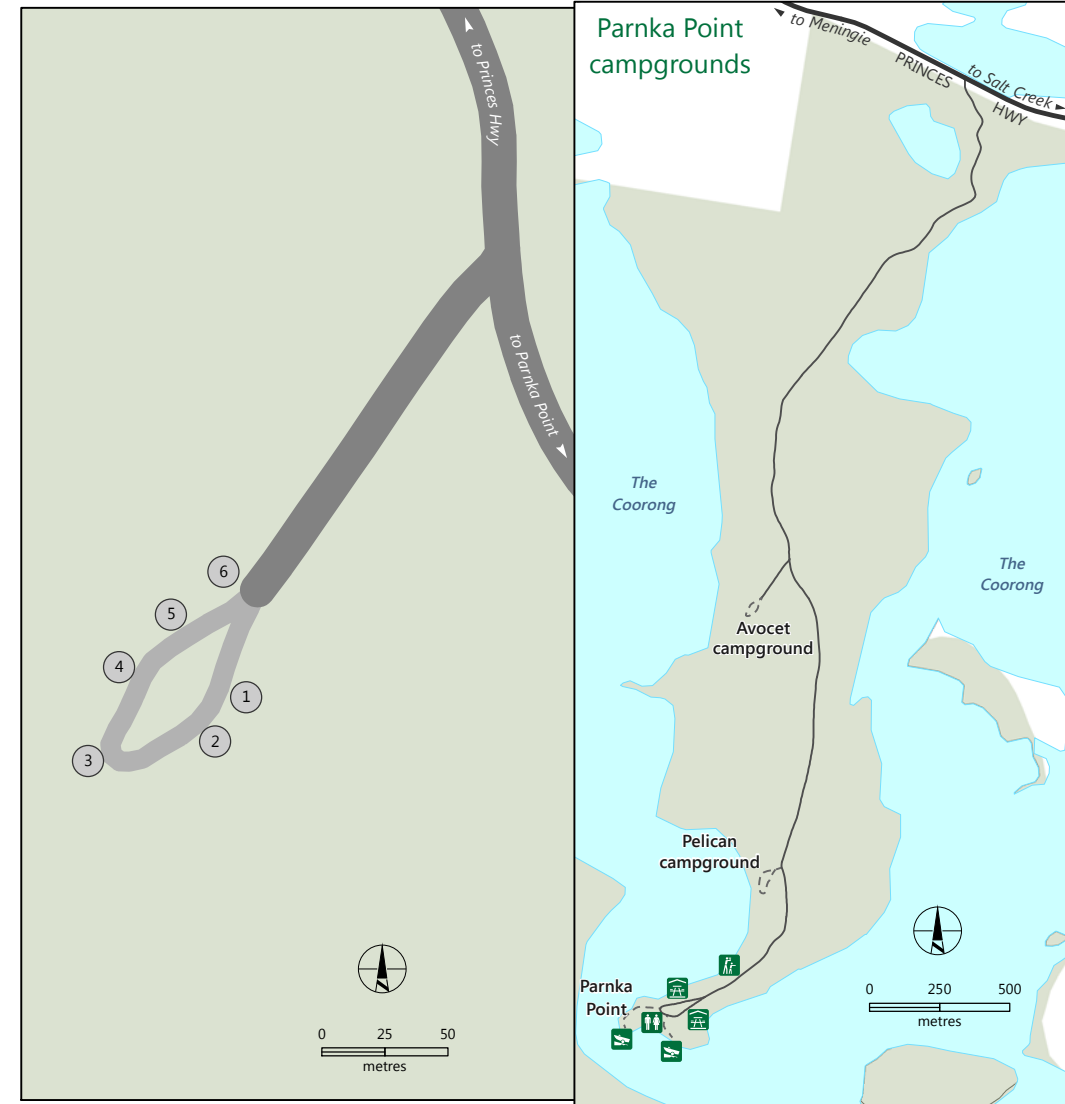 to Princes Hwy
to Parnka Point
6
5
4
1
2
3
0 25 50
metres
Parnka Point
campgrounds
to Meningie
PRINCES
HWY
to Salt Creek
The
Coorong
The
Coorong
Avocet
campground
Pelican
campground
Parnka
Point
0 250 500
metres